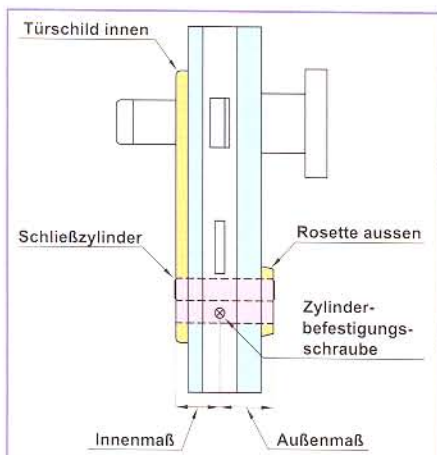 Türschild innen
Schließzylinder
Rosette aussen
Zylinder-
befestigungs-
schraube
Innenmaß
Außenmaß